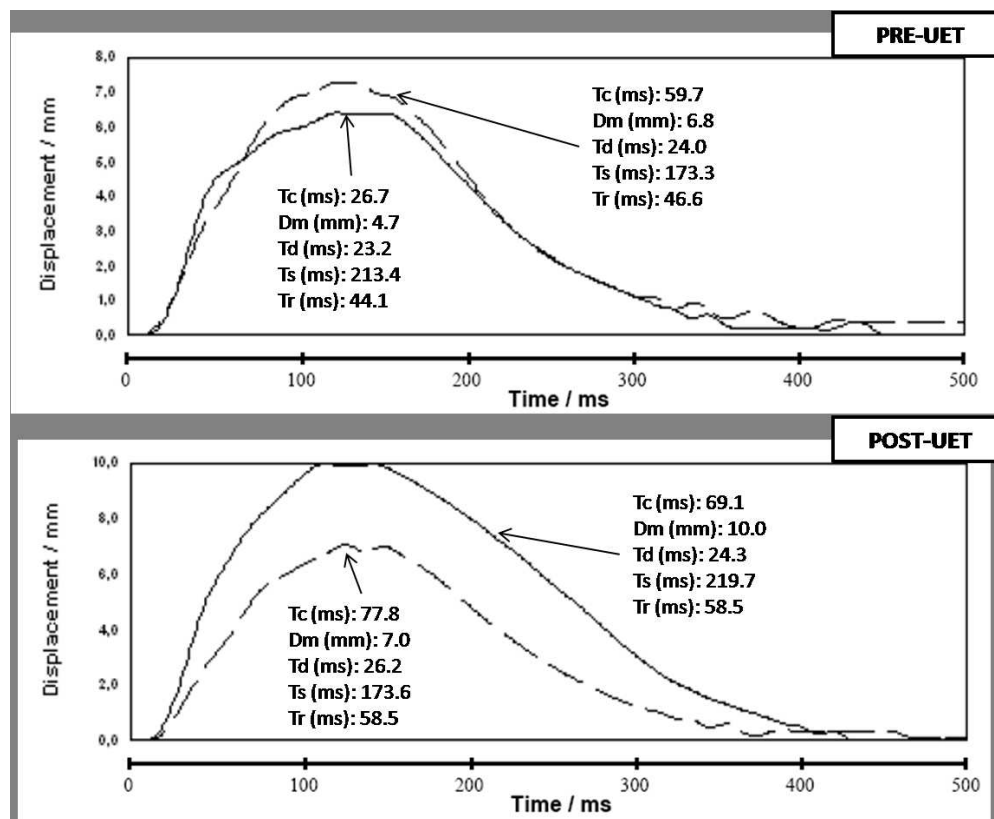 PRE-UET
8,0
7,0
6,0
5,0
4,0
3,0
2,0
1,0
0,0
Displacement / mm
Tc (ms): 59.7
Dm (mm): 6.8
Td (ms): 24.0
Ts (ms): 173.3
Tr (ms): 46.6
Tc (ms): 26.7
Dm (mm): 4.7
Td (ms): 23.2
Ts (ms): 213.4
Tr (ms): 44.1
0 100 200 300 400 500
Time / ms
POST-UET
10,0
8,0
6,0
4,0
2,0
0,0
Displacement / mm
Tc (ms): 69.1
Dm (mm): 10.0
Td (ms): 24.3
Ts (ms): 219.7
Tr (ms): 58.5
Tc (ms): 77.8
Dm (mm): 7.0
Td (ms): 26.2
Ts (ms): 173.6
Tr (ms): 58.5
0 100 200 300 400 500
Time / ms